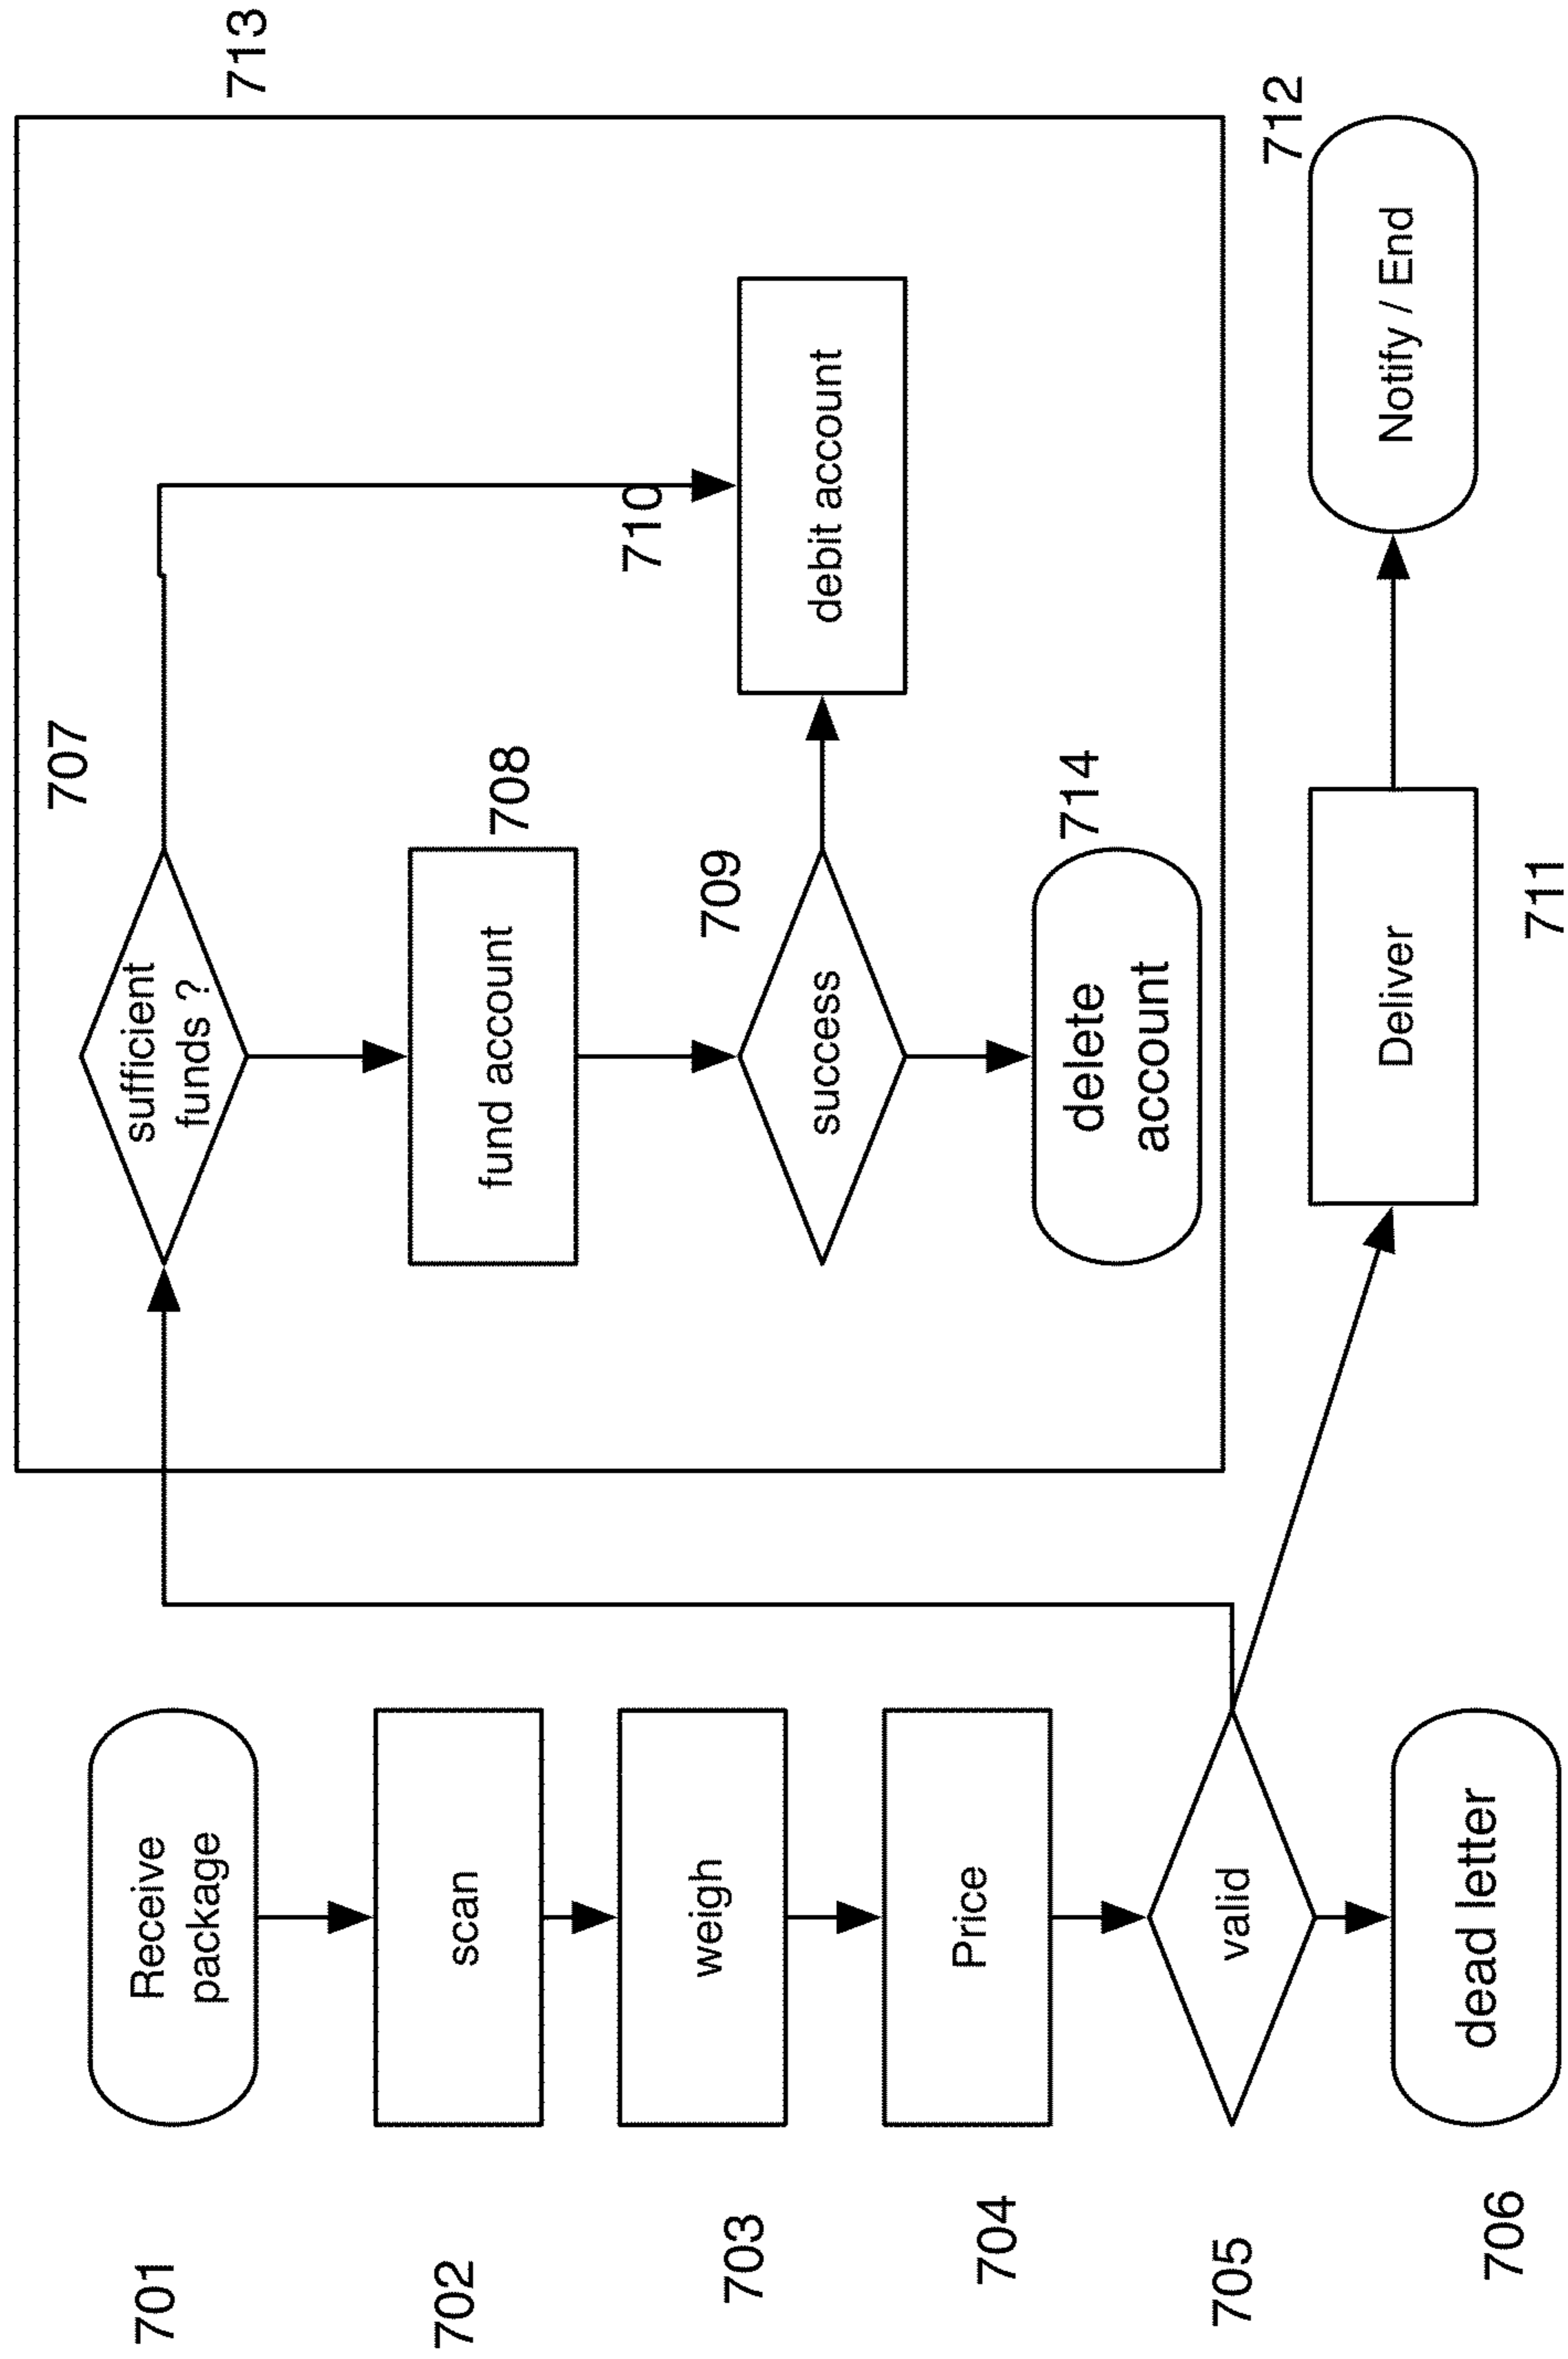 701
Receive
package
702
scan
703
weigh
704
Price
705
valid
706
dead letter
713
707
sufficient
funds ?
708
fund account
709
success
710
debit account
714
delete
account
711
Deliver
712
Notify / End